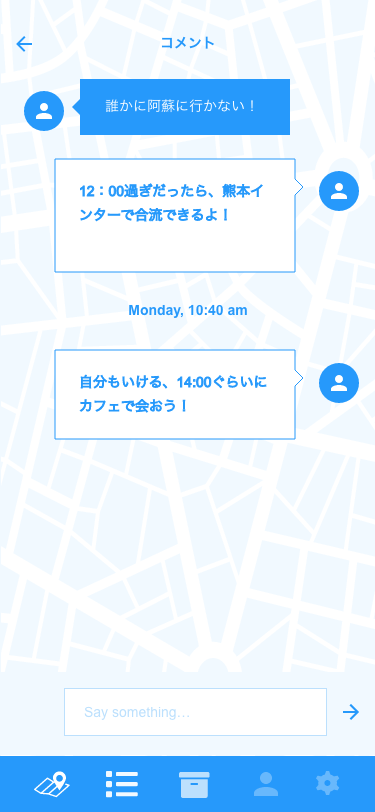 コメント
誰かに阿蘇に行かない！
12：00過ぎだったら、熊本イ
ンターで合流できるよ！
Monday, 10:40 am
自分もいける、14:00ぐらいに
カフェで会おう！
Say something…